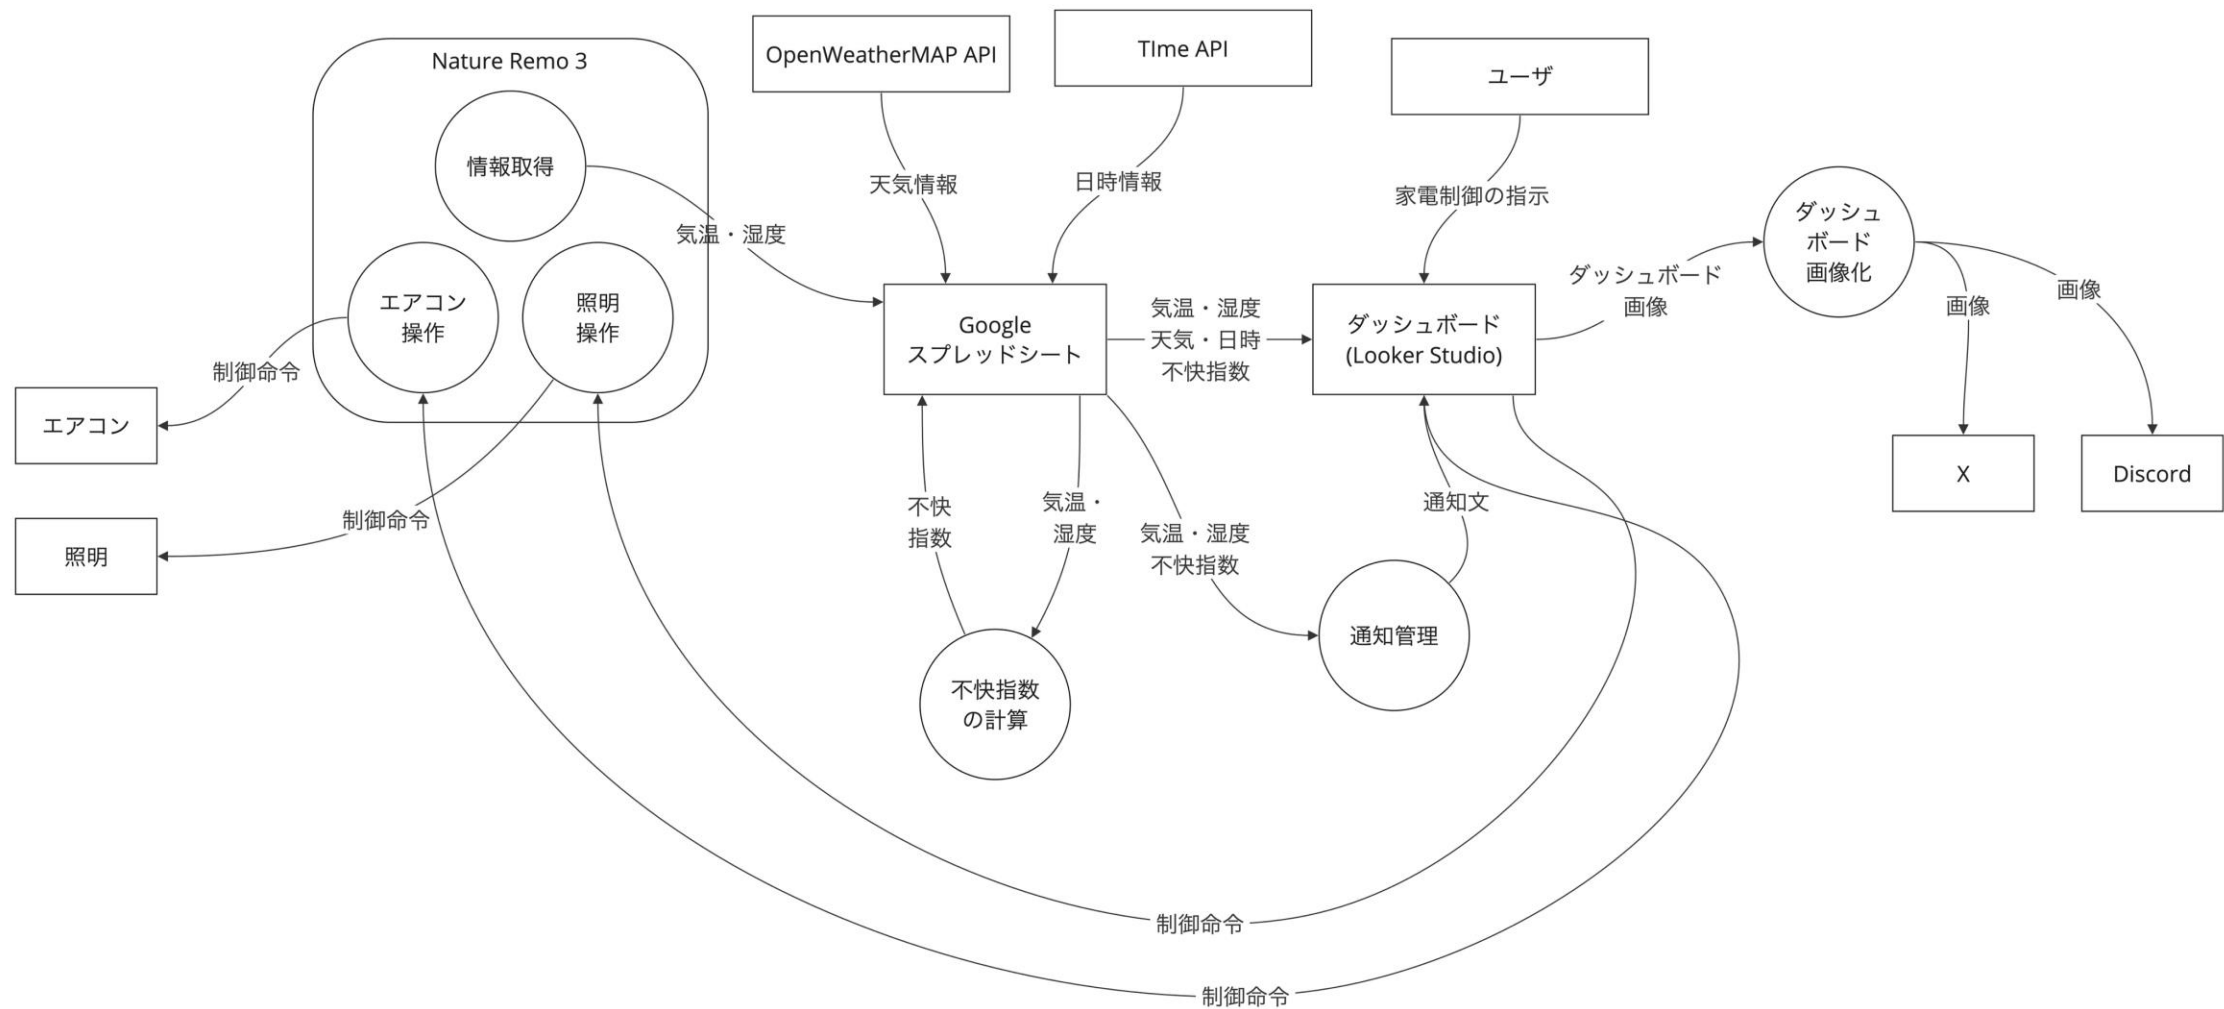 Nature Remo 3
情報取得
エアコン
操作
照明
操作
気温・湿度
制御命令
制御命令
エアコン
照明
OpenWeatherMAP API
TIme API
ユーザ
天気情報
日時情報
家電制御の指示
Google
スプレッドシート
気温・湿度
天気・日時
不快指数
ダッシュボード
(Looker Studio)
ダッシュボード
画像
ダッシュ
ボード
画像化
画像
画像
X
Discord
不快
指数
気温・
湿度
気温・湿度
不快指数
通知文
通知管理
不快指数
の計算
制御命令
制御命令